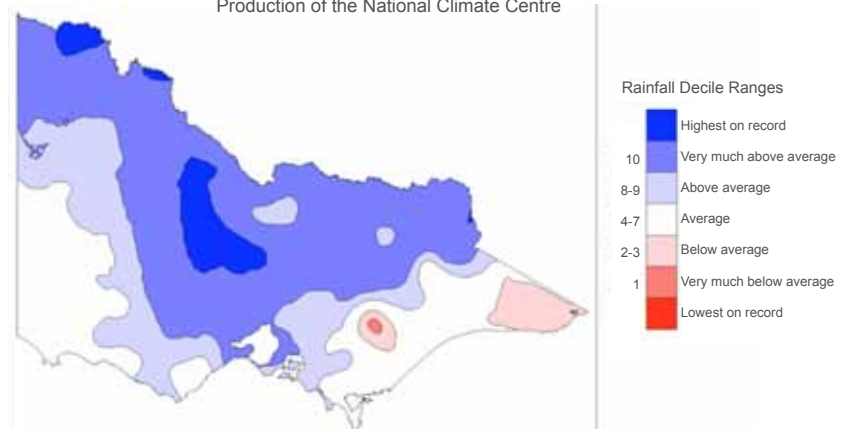 Production of the National Climate Centre
Rainfall Decile Ranges
Highest on record
10 Very much above average
8-9 Above average
4-7 Average
2-3 Below average
1 Very much below average
Lowest on record